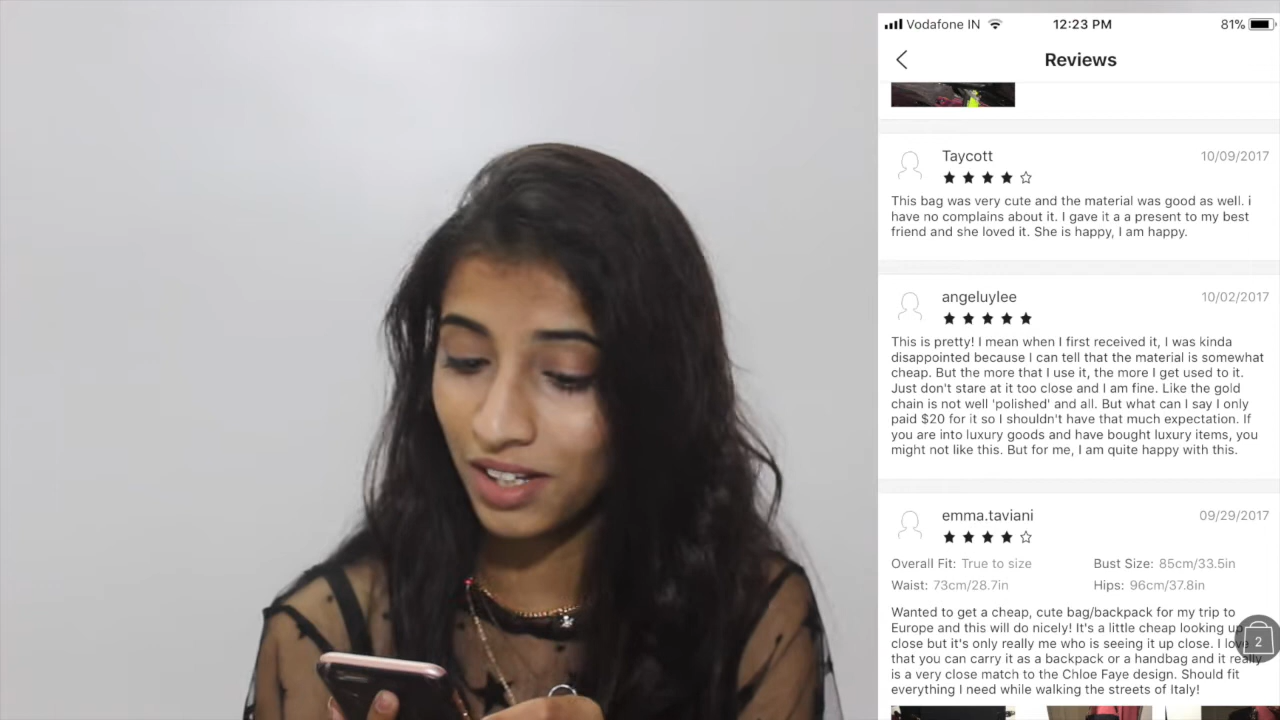 Vodafone IN 12:23 PM 81%
Reviews
Taycott 10/09/2017
This bag was very cute and the material was good as well. i
have no complains about it. I gave it a a present to my best
friend and she loved it. She is happy, I am happy.
angeluylee 10/02/2017
This is pretty! I mean when I first received it, I was kinda
disappointed because I can tell that the material is somewhat
cheap. But the more that I use it, the more I get used to it.
Just don't stare at it too close and I am fine. Like the gold
chain is not well 'polished' and all. But what can I say I only
paid $20 for it so I shouldn't have that much expectation. If
you are into luxury goods and have bought luxury items, you
might not like this. But for me, I am quite happy with this.
emma.taviani 09/29/2017
Overall Fit: True to size Bust Size: 85cm/33.5in
Waist: 73cm/28.7in Hips: 96cm/37.8in
Wanted to get a cheap, cute bag/backpack for my trip to
Europe and this will do nicely! It's a little cheap looking up
close but it's only really me who is seeing it up close. I love
2
that you can carry it as a backpack or a handbag and it really
is a very close match to the Chloe Faye design. Should fit
everything I need while walking the streets of Italy!